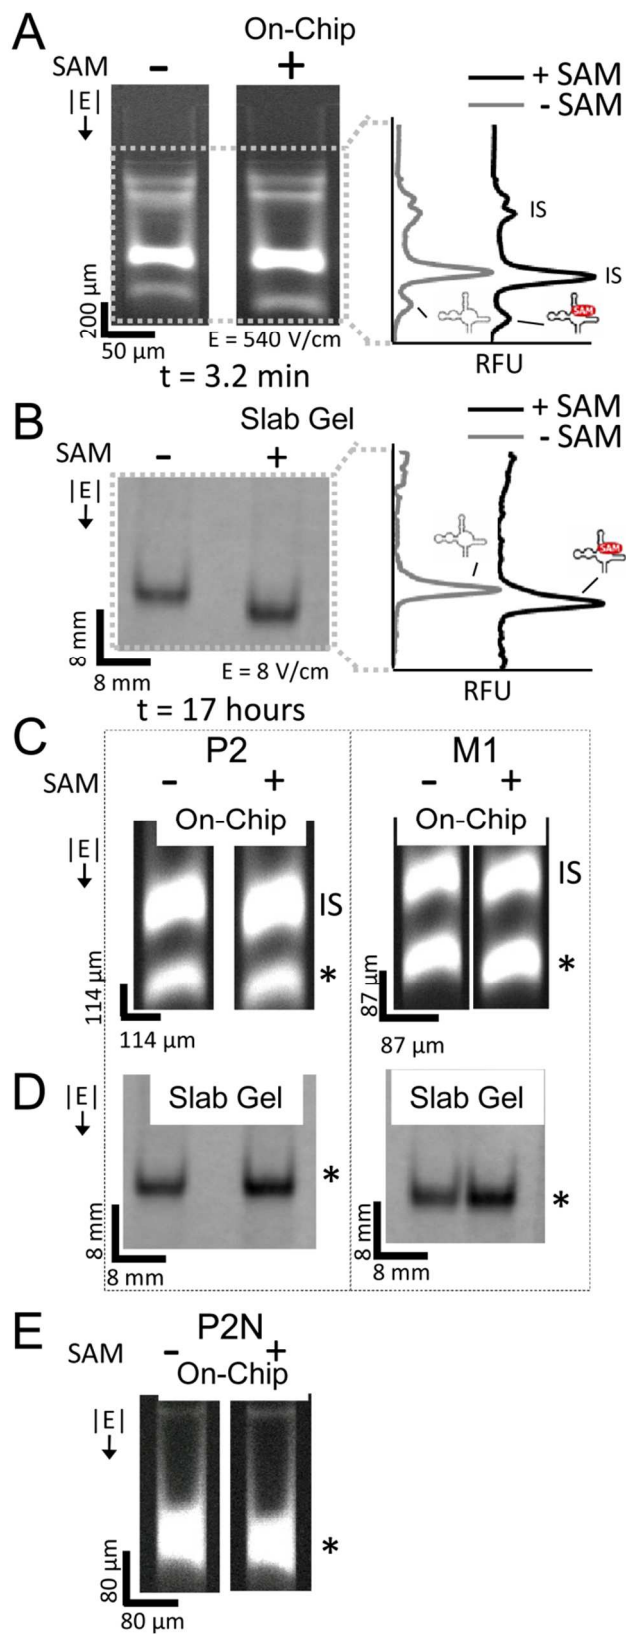 A
On-Chip
SAM - +
|E|
+ SAM
- SAM
IS
IS
SAM
200 µm
50 µm
E = 540 V/cm
t = 3.2 min
RFU
B
Slab Gel
SAM - +
|E|
+ SAM
- SAM
SAM
8 mm
8 mm
E = 8 V/cm
t = 17 hours
RFU
C
P2
M1
SAM - + - +
On-Chip
On-Chip
|E|
IS
IS
*
*
114 µm
114 µm
87 µm
87 µm
D
|E|
Slab Gel
Slab Gel
*
*
8 mm
8 mm
8 mm
8 mm
E
P2N
SAM - +
On-Chip
|E|
*
80 µm
80 µm